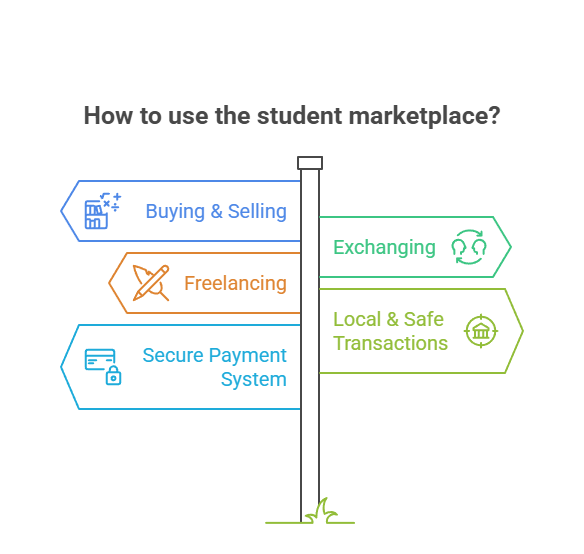 How to use the student marketplace?
Buying & Selling
Exchanging
Freelancing
Local & Safe
Transactions
Secure Payment
System